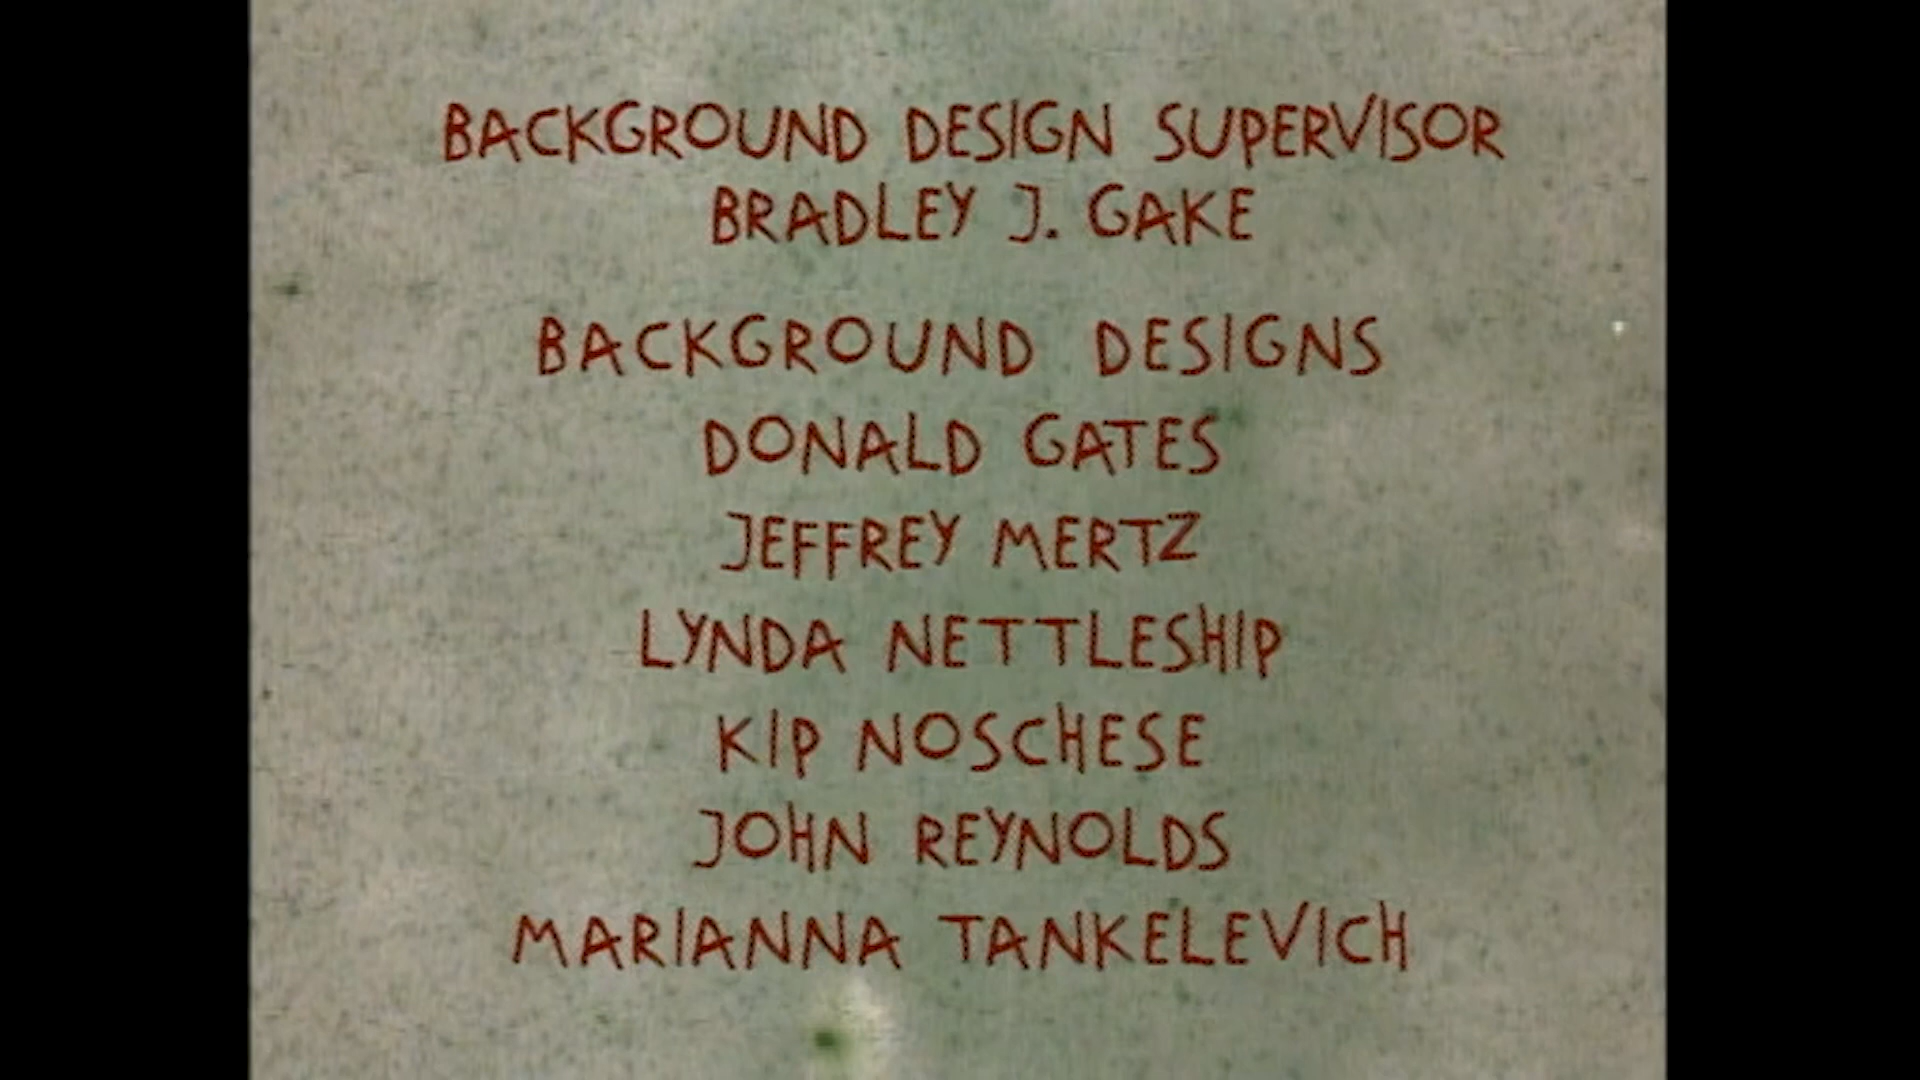 BACKGROUND DESIGN SUPERVISOR
BRADLEY J. GAKE
BACKGROUND DESIGNS
DONALD GATES
JEFFREY MERTZ
LYNDA NETTLESHIP
KIP NOSCHESE
JOHN REYNOLDS
MARIANNA TANKELEVICH